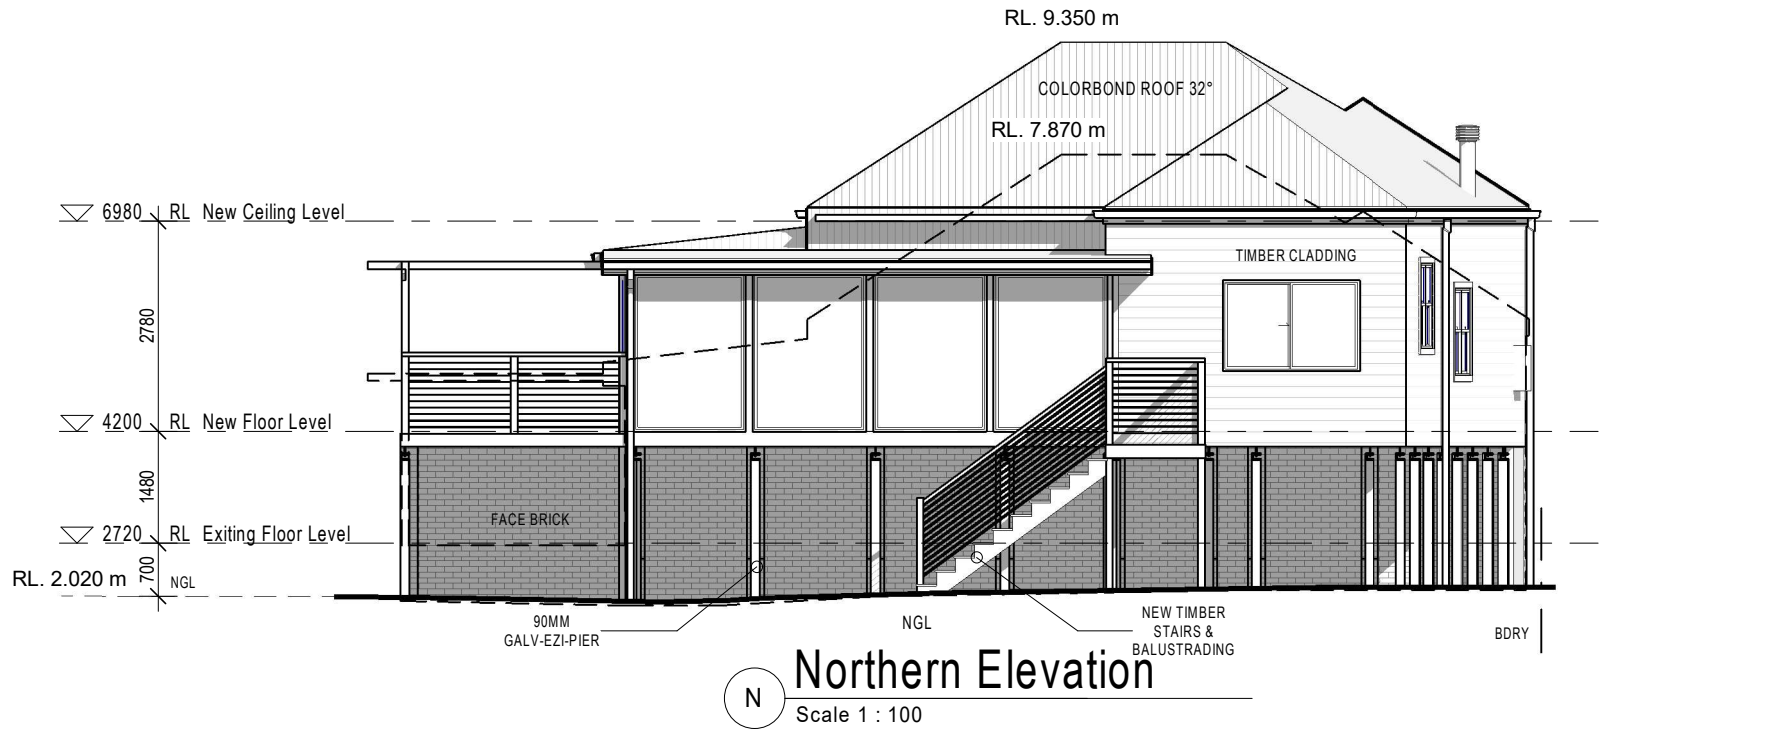 RL. 9.350 m
COLORBOND ROOF 32°
RL. 7.870 m
6980 RL New Ceiling Level
TIMBER CLADDING
2780
4200 RL New Floor Level
1480
FACE BRICK
2720 RL Exiting Floor Level
700
RL. 2.020 m
NGL
90MM
GALV-EZI-PIER
NGL
NEW TIMBER
STAIRS &
BALUSTRADING
BDRY
N
Northern Elevation
Scale 1 : 100